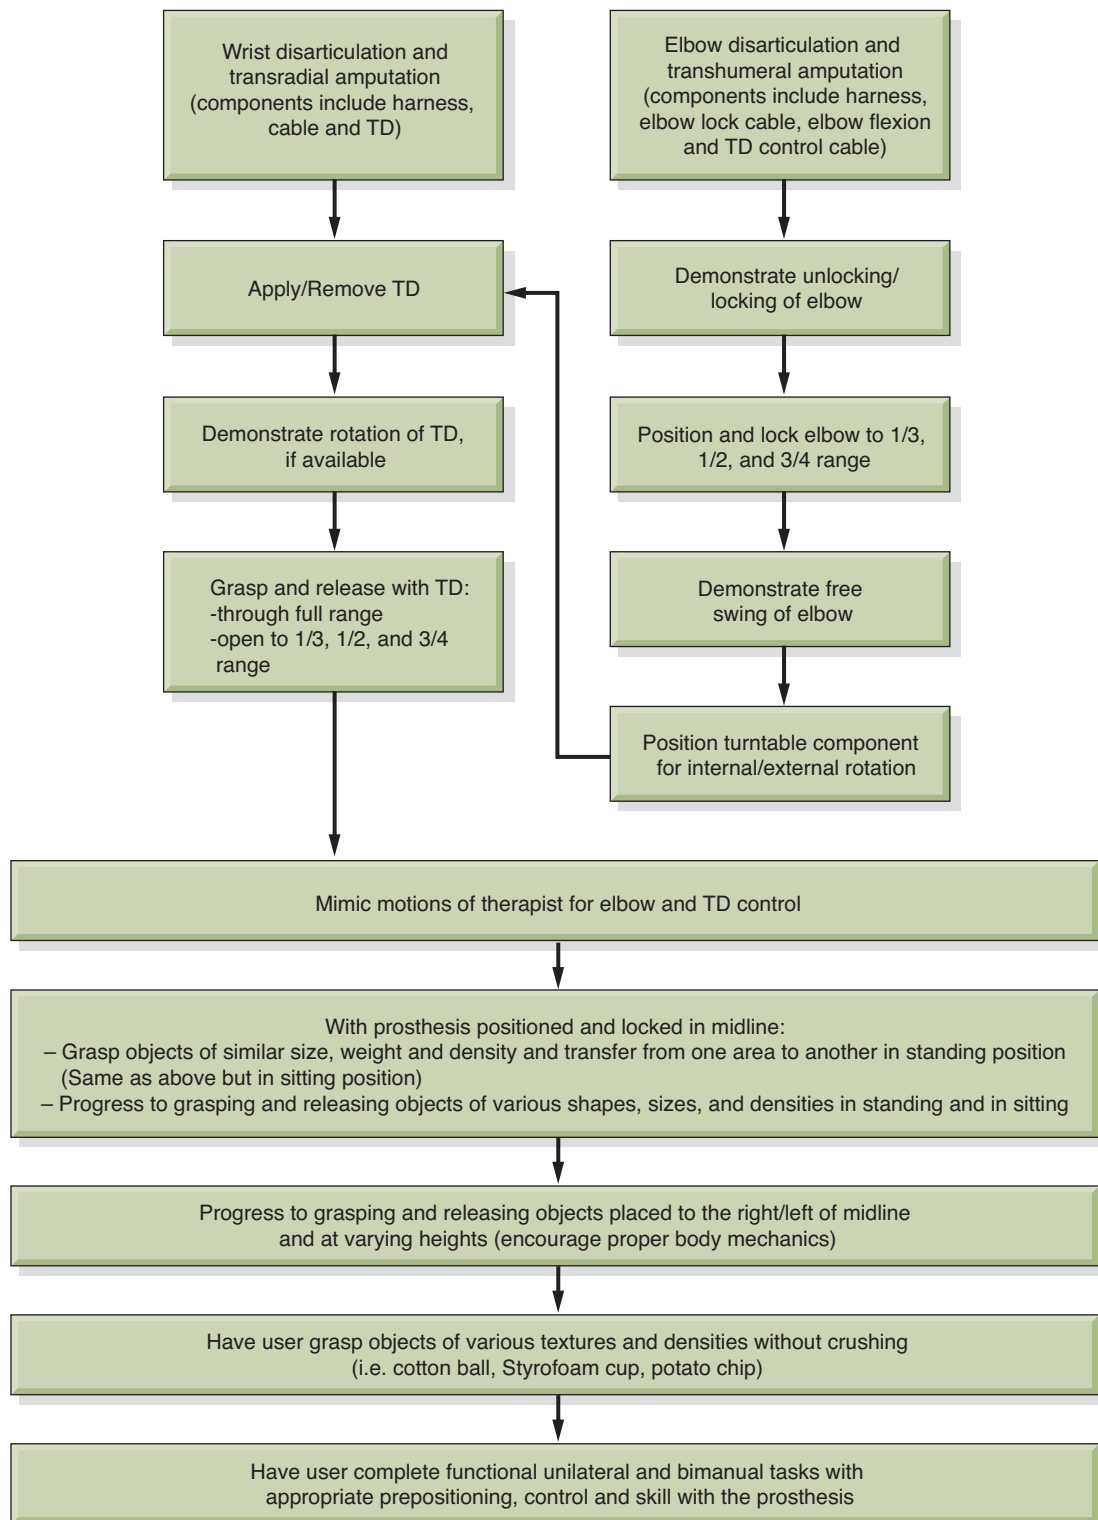 Wrist disarticulation and
transradial amputation
(components include harness,
cable and TD)
Elbow disarticulation and
transhumeral amputation
(components include harness,
elbow lock cable, elbow flexion
and TD control cable)
Apply/Remove TD
Demonstrate unlocking/
locking of elbow
Demonstrate rotation of TD,
if available
Position and lock elbow to 1/3,
1/2, and 3/4 range
Grasp and release with TD:
-through full range
-open to 1/3, 1/2, and 3/4
range
Demonstrate free
swing of elbow
Position turntable component
for internal/external rotation
Mimic motions of therapist for elbow and TD control
With prosthesis positioned and locked in midline:
– Grasp objects of similar size, weight and density and transfer from one area to another in standing position
(Same as above but in sitting position)
– Progress to grasping and releasing objects of various shapes, sizes, and densities in standing and in sitting
Progress to grasping and releasing objects placed to the right/left of midline
and at varying heights (encourage proper body mechanics)
Have user grasp objects of various textures and densities without crushing
(i.e. cotton ball, Styrofoam cup, potato chip)
Have user complete functional unilateral and bimanual tasks with
appropriate prepositioning, control and skill with the prosthesis